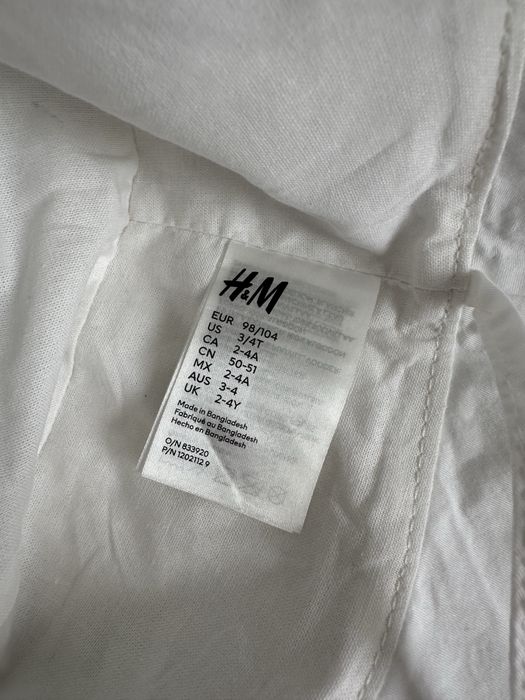 H&M
EUR 98/104
US 3/4T
CA 2-4A
CN 50-51
MX 2-4A
AUS 3-4
UK 2-4Y
Made in Bangladesh
Fabriqué au Bangladesh
Hecho en Bangladesh
O/N 833920
P/N 1202112 9